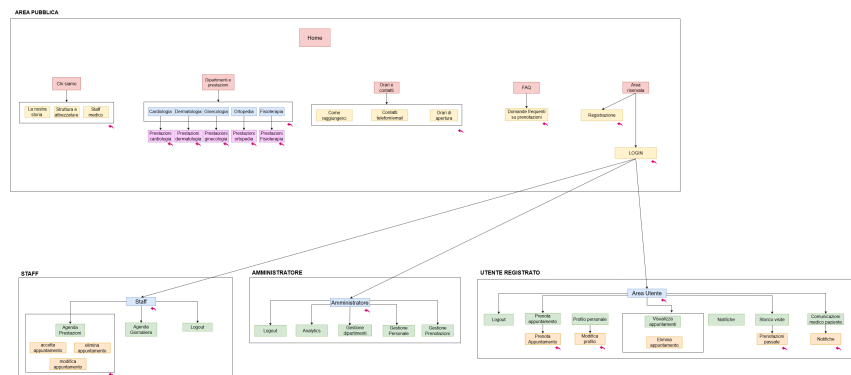 AREA PUBBLICA
Home
Chi siamo
Dipartimenti e
prestazioni
Orari e
contatti
FAQ
Area
riservata
La nostra
storia
Struttura e
attrezzature
Staff
medico
Cardiologia
Dermatologia
Ginecologia
Ortopedia
Fisioterapia
Come
raggiungerci
Contatti
telefoni/email
Orari di
apertura
Domande frequenti
su prenotazioni
Registrazione
Prestazioni
cardiologia
Prestazioni
dermatologia
Prestazioni
ginecologia
Prestazioni
ortopedia
Prestazioni
Fisioterapia
LOGIN
STAFF
Staff
Agenda
Prestazioni
Agenda
Giornaliera
Logout
accetta
appuntamento
elimina
appuntamento
modifica
appuntamento
AMMINISTRATORE
Amministratore
Logout
Analytics
Gestione
dipartimenti
Gestione
Personale
Gestione
Prenotazioni
UTENTE REGISTRATO
Area Utente
Logout
Prenota
appuntamento
Profilo personale
Visualizza
appuntamenti
Notifiche
Storico visite
Comunicazioni
medico paziente
Prenota
Appuntamento
Modifica
profilo
Elimina
appuntamento
Prenotazioni
passate
Notifiche